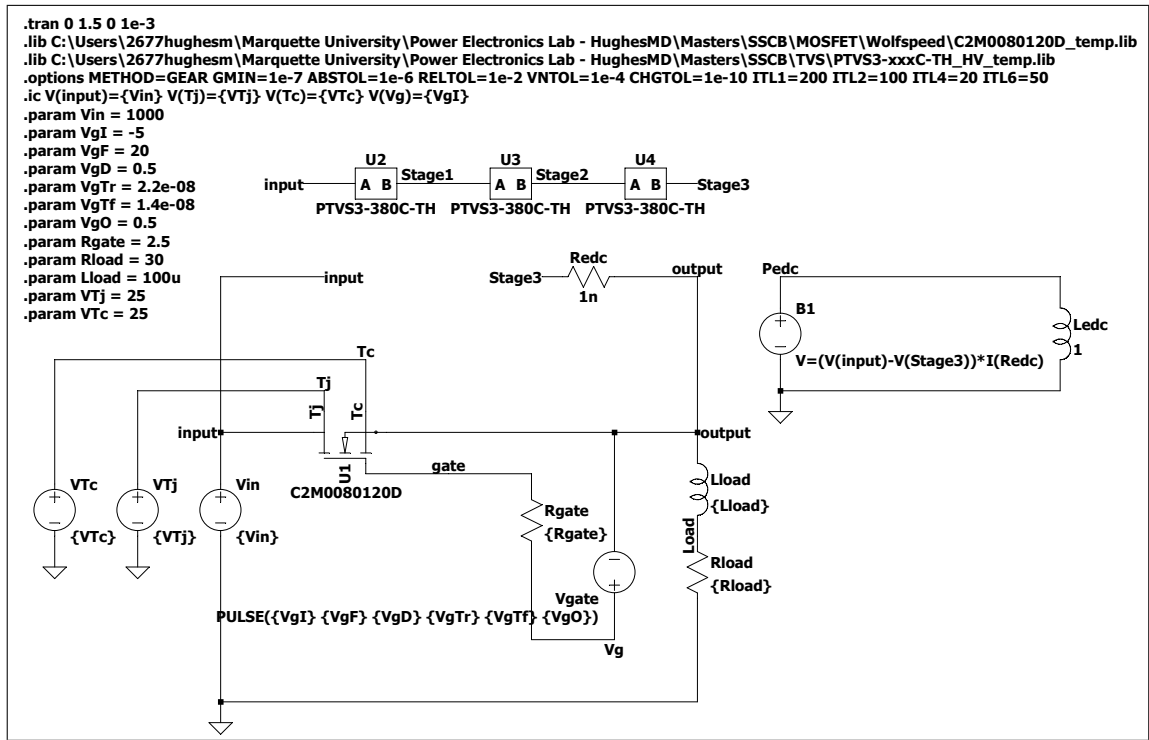 .tran 0 1.5 0 1e-3
.lib C:\Users\2677hughesm\Marquette University\Power Electronics Lab - HughesMD\Masters\SSCB\MOSFET\Wolfspeed\C2M0080120D_temp.lib
.lib C:\Users\2677hughesm\Marquette University\Power Electronics Lab - HughesMD\Masters\SSCB\TVS\PTVS3-xxxC-TH_HV_temp.lib
.options METHOD=GEAR GMIN=1e-7 ABSTOL=1e-6 RELTOL=1e-2 VNTOL=1e-4 CHGTOL=1e-10 ITL1=200 ITL2=100 ITL4=20 ITL6=50
.ic V(input)={Vin} V(Tj)={VTj} V(Tc)={VTc} V(Vg)={VgI}
.param Vin = 1000
.param VgI = -5
.param VgF = 20
.param VgD = 0.5
.param VgTr = 2.2e-08
.param VgTf = 1.4e-08
.param VgO = 0.5
.param Rgate = 2.5
.param Rload = 30
.param Lload = 100u
.param VTj = 25
.param VTc = 25
U2 U3 U4
input A B Stage1 A B Stage2 A B Stage3
PTVS3-380C-TH PTVS3-380C-TH PTVS3-380C-TH
input Stage3 Redc output
1n
Pedc
B1
Ledc
1
V=(V(input)-V(Stage3))*I(Redc)
Tc
Tj
Tj
Tc
input
output
U1
C2M0080120D
gate
VTc
{VTc}
VTj
{VTj}
Vin
{Vin}
Rgate
{Rgate}
Lload
{Lload}
Load
Rload
{Rload}
Vgate
PULSE({VgI} {VgF} {VgD} {VgTr} {VgTf} {VgO})
Vg